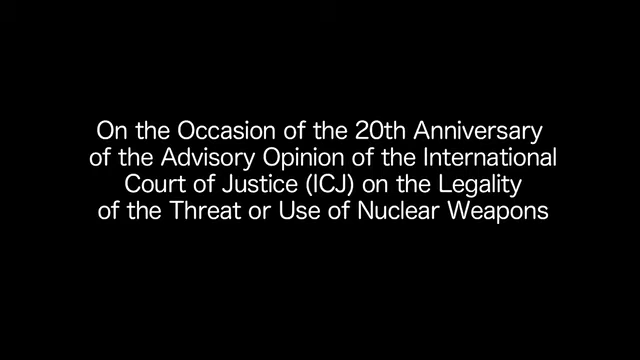 On the Occasion of the 20th Anniversary
of the Advisory Opinion of the International
Court of Justice (ICJ) on the Legality
of the Threat or Use of Nuclear Weapons